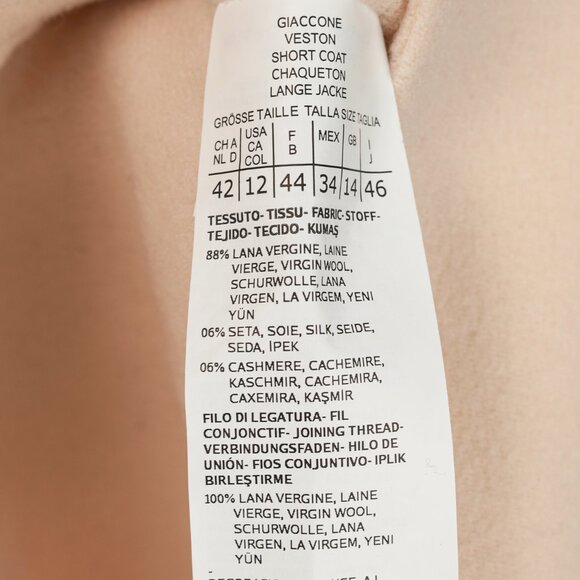 GIACCONE
VESTON
SHORT COAT
CHAQUETON
LANGE JACKE
GRÖSSE TAILLE TALLA SIZE TAGLIA
CH A NL D USA CA COL F B MEX GB I J
42 12 44 34 14 46
TESSUTO- TISSU- FABRIC- STOFF-
TEJIDO- TECIDO- KUMAŞ
88% LANA VERGINE, LAINE
VIERGE, VIRGIN WOOL,
SCHURWOLLE, LANA
VIRGEN, LA VIRGEM, YENI
YÜN
06% SETA, SOIE, SILK, SEIDE,
SEDA, İPEK
06% CASHMERE, CACHEMIRE,
KASCHMIR, CACHEMIRA,
CAXEMIRA, KAŞMİR
FILO DI LEGATURA- FIL
CONJONCTIF- JOINING THREAD-
VERBINDUNGSFADEN- HILO DE
UNIÓN- FIOS CONJUNTIVO- IPLIK
BIRLEŞTIRME
100% LANA VERGINE, LAINE
VIERGE, VIRGIN WOOL,
SCHURWOLLE, LANA
VIRGEN, LA VIRGEM, YENI
YÜN